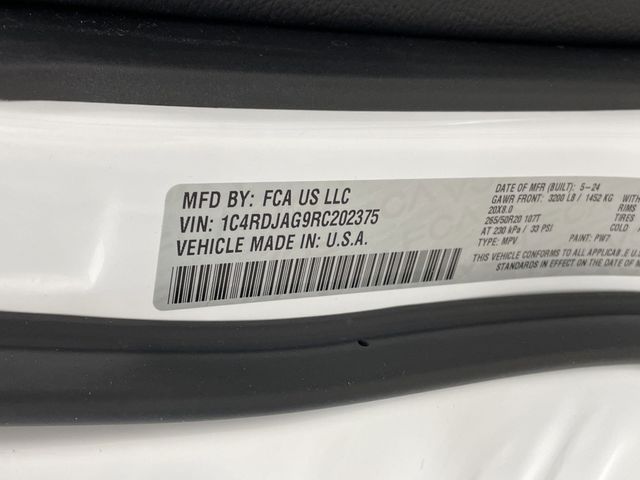 MFD BY: FCA US LLC
VIN: 1C4RDJAG9RC202375
VEHICLE MADE IN: U.S.A.
DATE OF MFR (BUILT): 5-24
GAWR FRONT: 3200 LB / 1452 KG WITH
20X8.0 RIMS
265/50R20 107T TIRES
AT 230 kPa / 33 PSI COLD
TYPE: MPV PAINT: PW7
THIS VEHICLE CONFORMS TO ALL APPLICABLE U.S
STANDARDS IN EFFECT ON THE DATE OF M